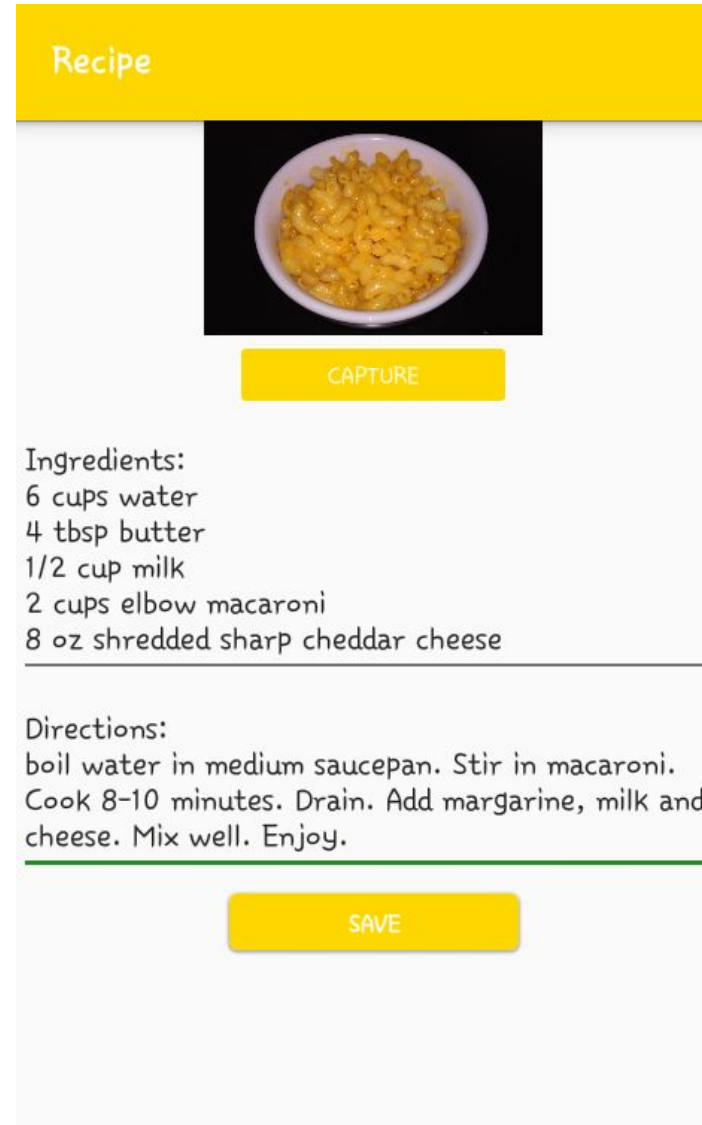 Recipe
CAPTURE
Ingredients:
6 cups water
4 tbsp butter
1/2 cup milk
2 cups elbow macaroni
8 oz shredded sharp cheddar cheese
Directions:
boil water in medium saucepan. Stir in macaroni.
Cook 8-10 minutes. Drain. Add margarine, milk and
cheese. Mix well. Enjoy.
SAVE